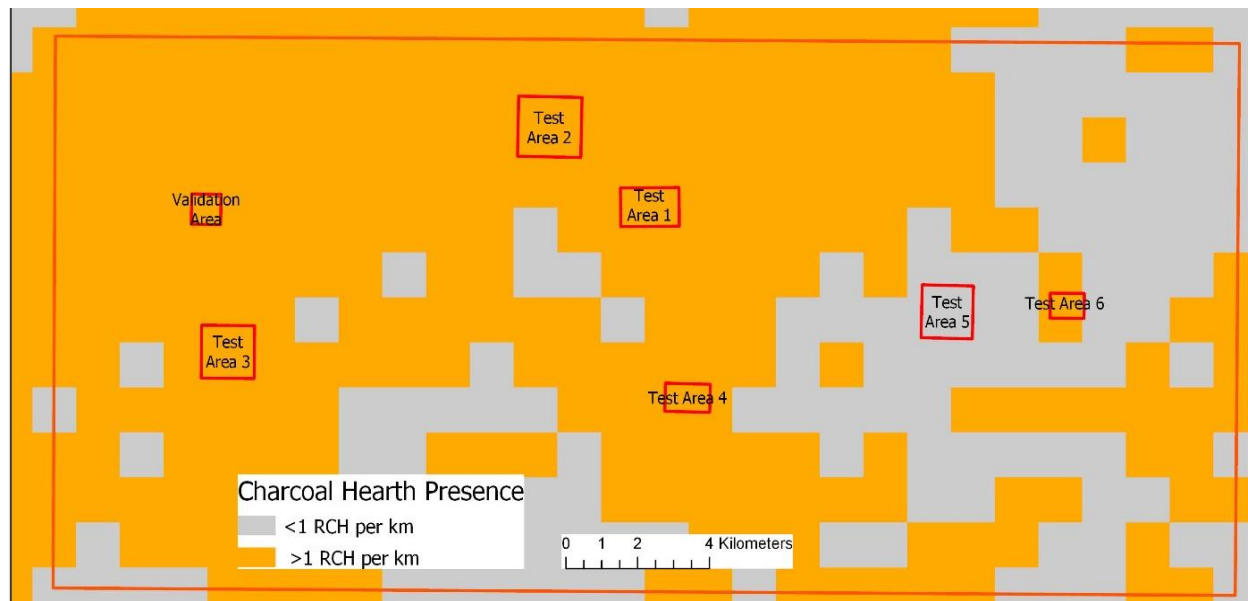 Test
Area 2
Validation
Area
Test
Area 1
Test
Area 5
Test Area 6
Test
Area 3
Test Area 4
Charcoal Hearth Presence
<1 RCH per km
>1 RCH per km
0 1 2 4 Kilometers